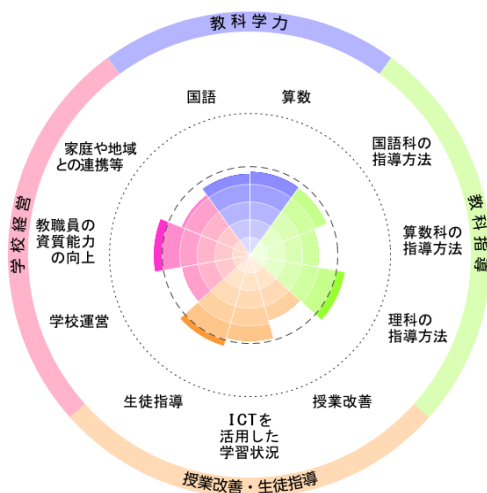 教科学力
国語
算数
国語科の
指導方法
教科指導
算数科の
指導方法
理科の
指導方法
授業改善
ICTを
活用した
学習状況
生徒指導
授業改善・生徒指導
学校運営
教職員の
資質能力
の向上
家庭や地域
との連携等
学校経営